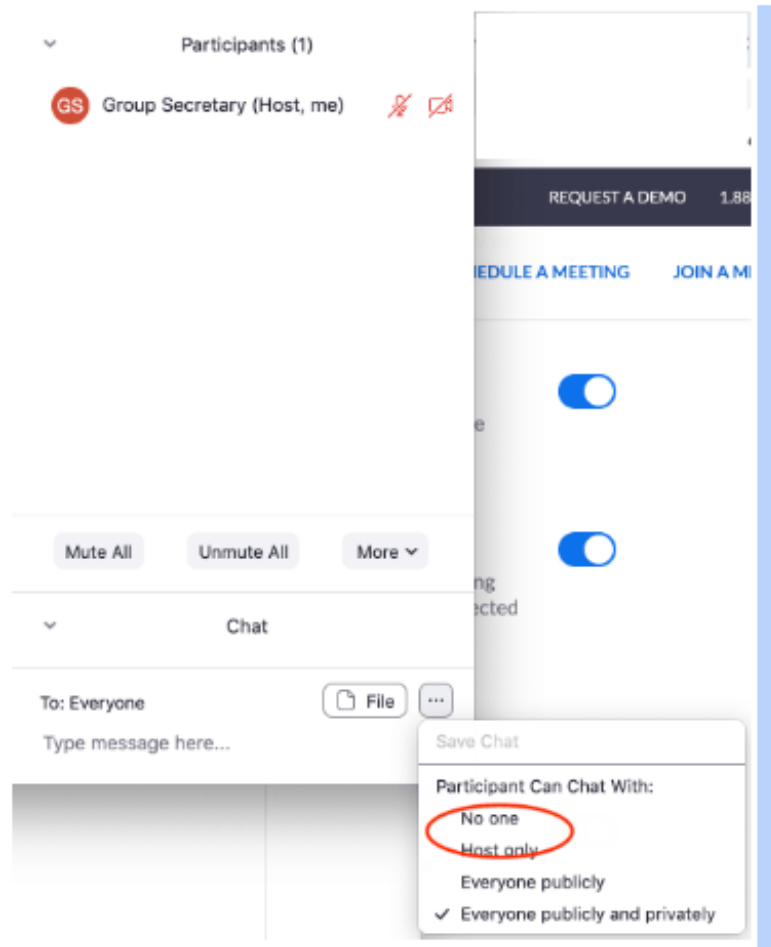 Participants (1)
GS Group Secretary (Host, me)
REQUEST A DEMO 1.88
EDULE A MEETING JOIN A M
e
Mute All Unmute All More
ng
ected
Chat
To: Everyone File ...
Type message here...
Save Chat
Participant Can Chat With:
No one
Host only
Everyone publicly
✓ Everyone publicly and privately